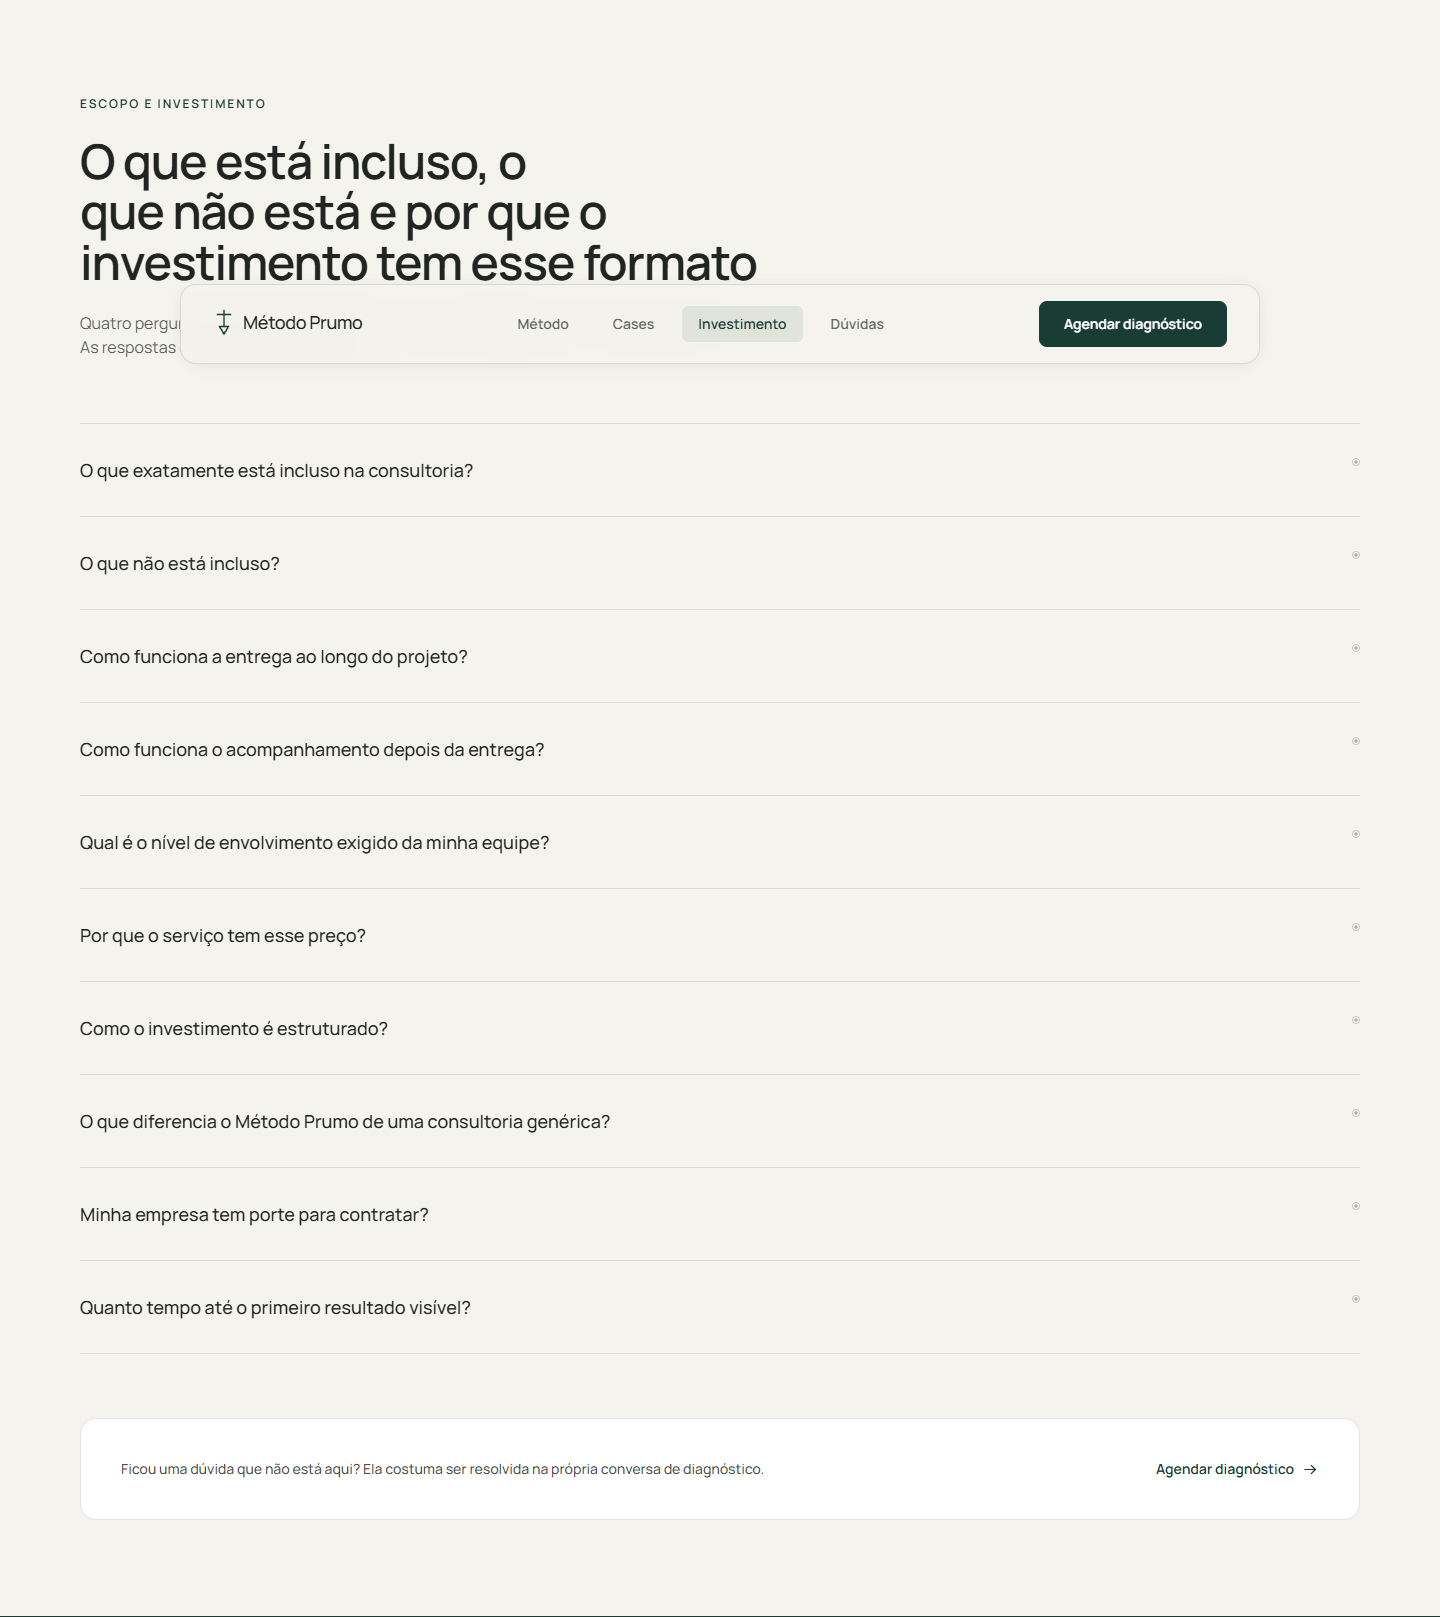 ESCOPO E INVESTIMENTO
O que está incluso, o
que não está e por que o
investimento tem esse formato
Quatro
As respostas
Método Prumo
Método
Cases
Investimento
Dúvidas
Agendar diagnóstico
O que exatamente está incluso na consultoria?
O que não está incluso?
Como funciona a entrega ao longo do projeto?
Como funciona o acompanhamento depois da entrega?
Qual é o nível de envolvimento exigido da minha equipe?
Por que o serviço tem esse preço?
Como o investimento é estruturado?
O que diferencia o Método Prumo de uma consultoria genérica?
Minha empresa tem porte para contratar?
Quanto tempo até o primeiro resultado visível?
Ficou uma dúvida que não está aqui? Ela costuma ser resolvida na própria conversa de diagnóstico.
Agendar diagnóstico →